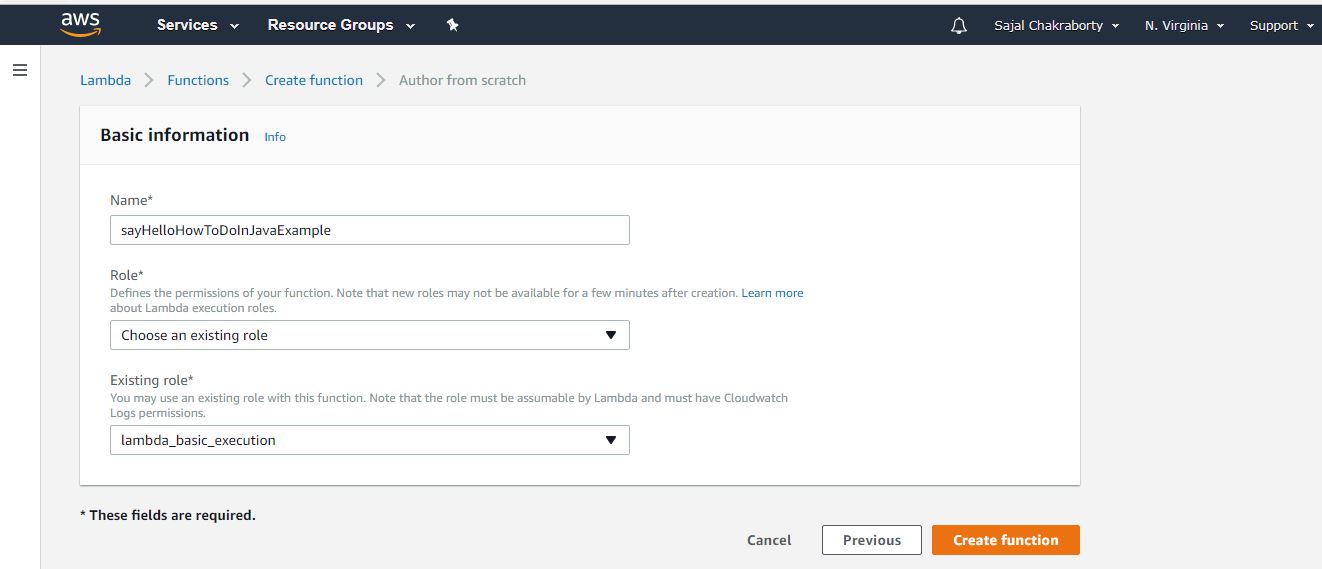 aws Services Resource Groups Sajal Chakraborty N. Virginia Support
Lambda Functions Create function Author from scratch
Basic information Info
Name*
sayHelloHowToDoInJavaExample
Role*
Defines the permissions of your function. Note that new roles may not be available for a few minutes after creation. Learn more
about Lambda execution roles.
Choose an existing role
Existing role*
You may use an existing role with this function. Note that the role must be assumable by Lambda and must have Cloudwatch
Logs permissions.
lambda_basic_execution
* These fields are required.
Cancel Previous Create function